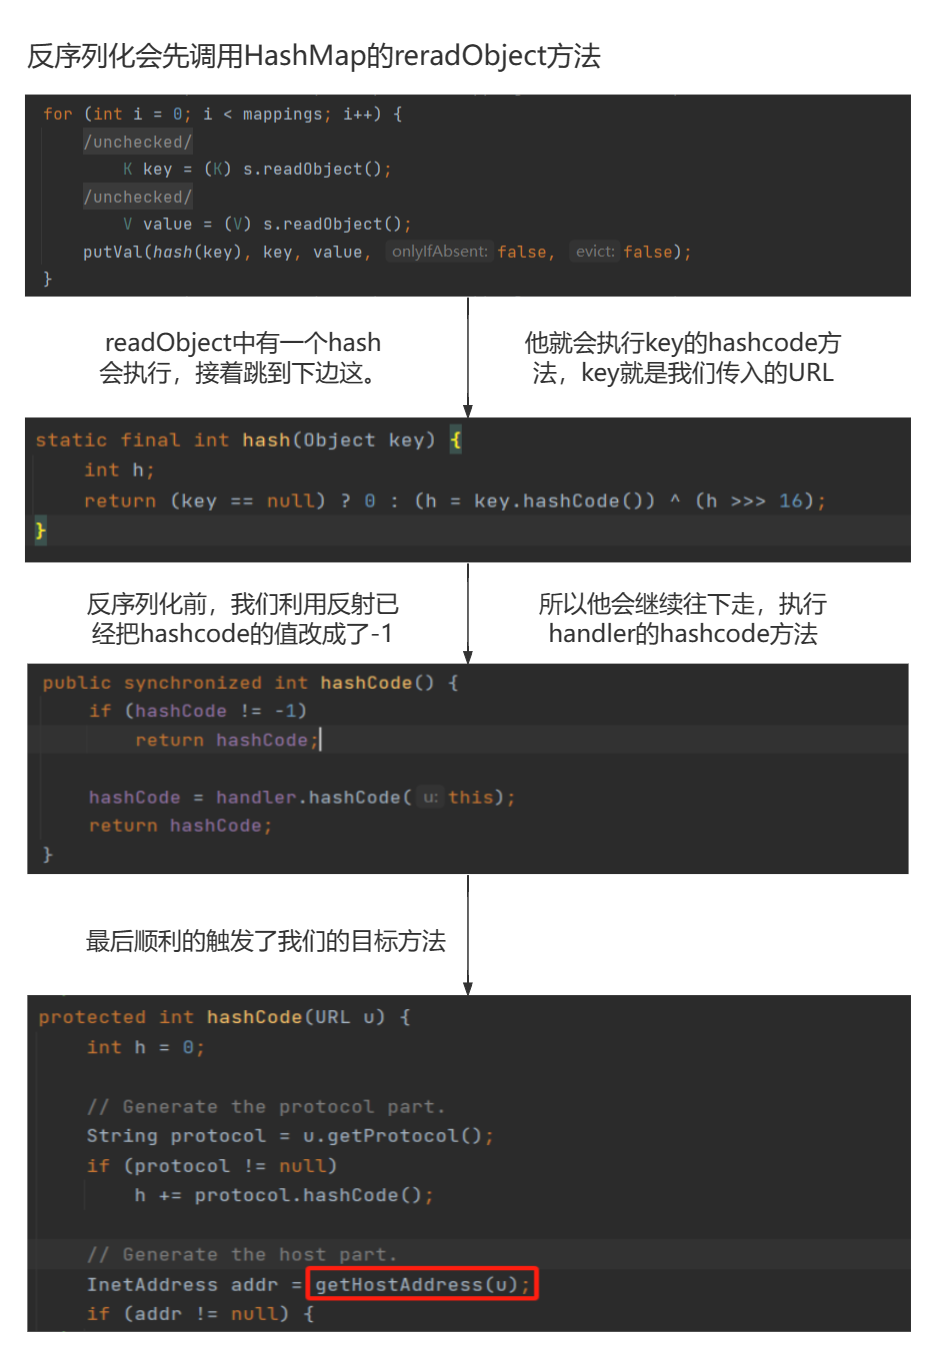 反序列化会先调用HashMap的reradObject方法
for (int i = 0; i < mappings; i++) {
/unchecked/
K key = (K) s.readObject();
/unchecked/
V value = (V) s.readObject();
putVal(hash(key), key, value, onlyIfAbsent: false, evict: false);
}
readObject中有一个hash
会执行，接着跳到下边这。
他就会执行key的hashcode方
法，key就是我们传入的URL
static final int hash(Object key) {
int h;
return (key == null) ? 0 : (h = key.hashCode()) ^ (h >>> 16);
}
反序列化前，我们利用反射已
经把hashcode的值改成了-1
所以他会继续往下走，执行
handler的hashcode方法
public synchronized int hashCode() {
if (hashCode != -1)
return hashCode;
hashCode = handler.hashCode( u: this);
return hashCode;
}
最后顺利的触发了我们的目标方法
protected int hashCode(URL u) {
int h = 0;
// Generate the protocol part.
String protocol = u.getProtocol();
if (protocol != null)
h += protocol.hashCode();
// Generate the host part.
InetAddress addr = getHostAddress(u);
if (addr != null) {